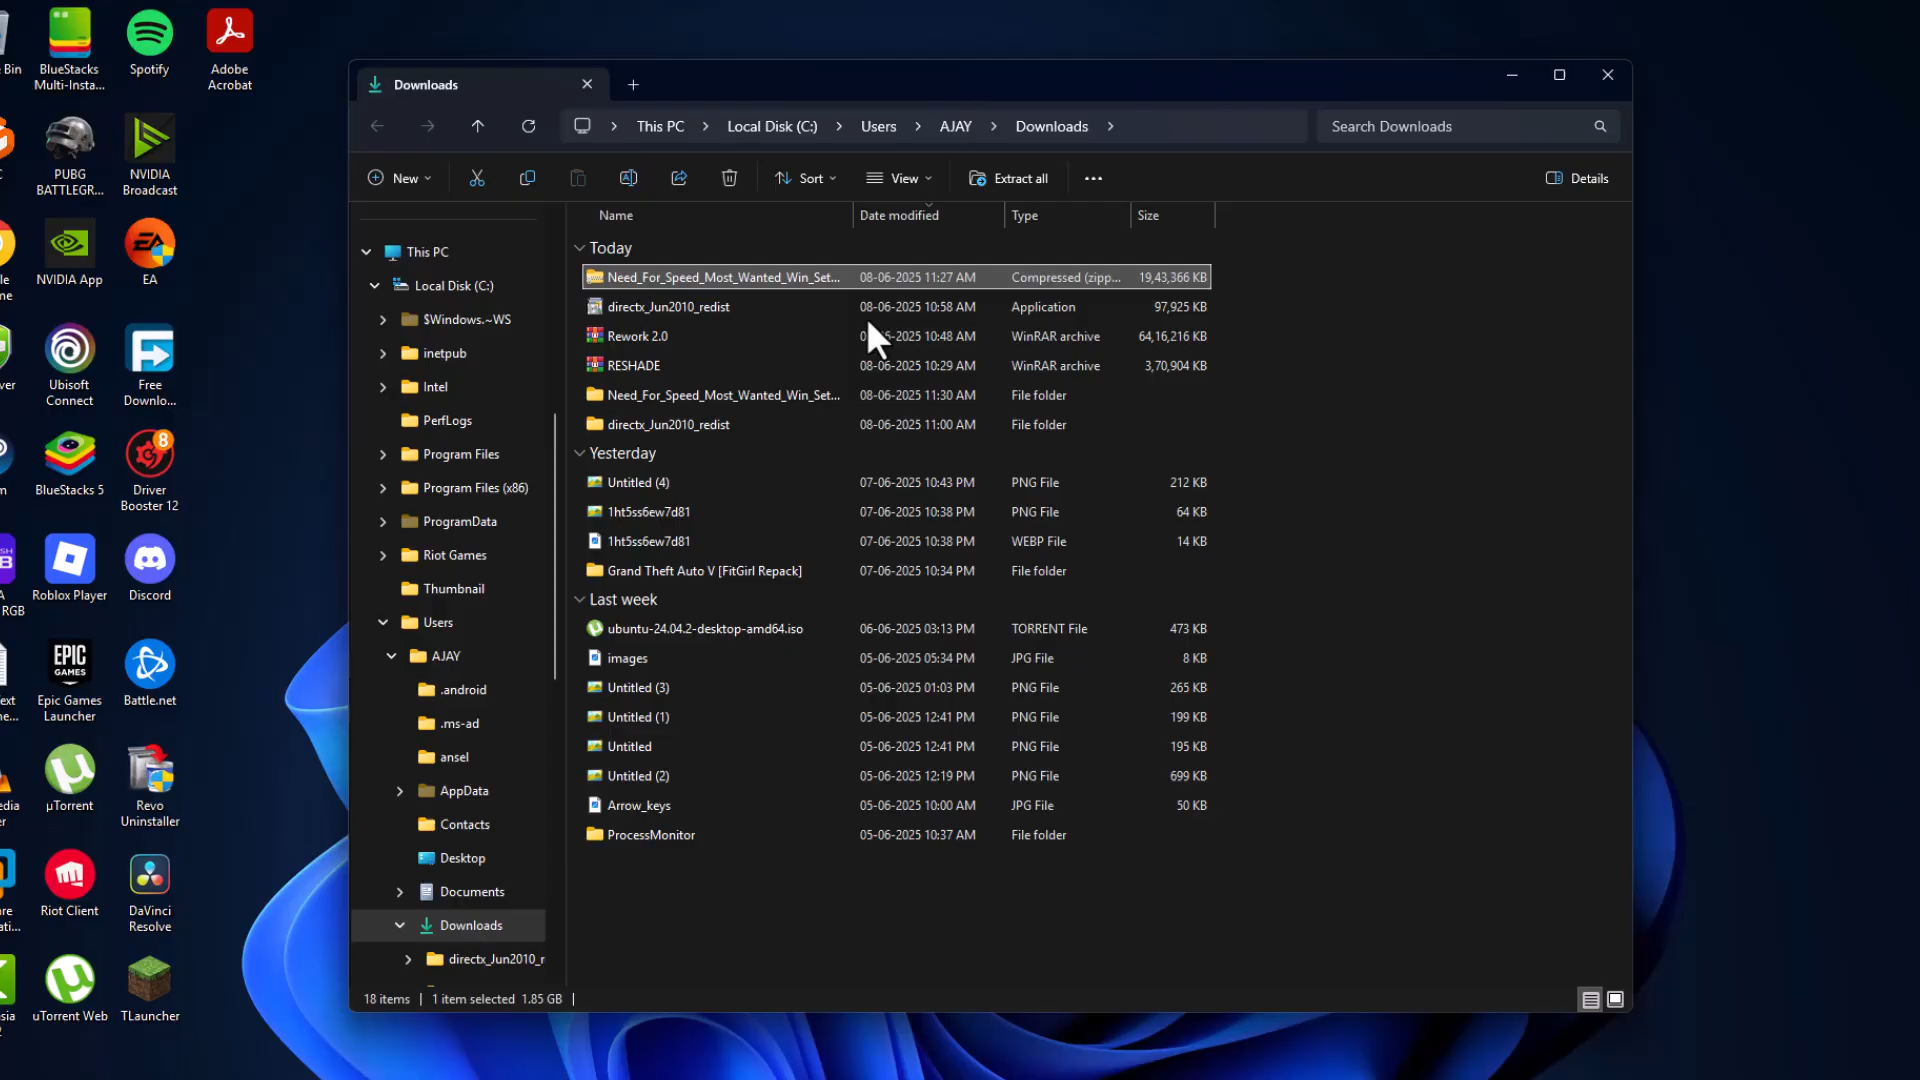 Bin
BlueStacks
Multi-Insta...
Spotify
Adobe
Acrobat
PUBG
BATTLEGR...
NVIDIA
Broadcast
NVIDIA App
EA
Ubisoft
Connect
Free
Downlo...
BlueStacks 5
Driver
Booster 12
RGB
Roblox Player
Discord
Epic Games
Launcher
Battle.net
µTorrent
Revo
Uninstaller
Riot Client
DaVinci
Resolve
uTorrent Web
TLauncher
Downloads
This PC
Local Disk (C:)
Users
AJAY
Downloads
Search Downloads
New
Sort
View
Extract all
Details
This PC
Local Disk (C:)
$Windows.~WS
inetpub
Intel
PerfLogs
Program Files
Program Files (x86)
ProgramData
Riot Games
Thumbnail
Users
AJAY
.android
.ms-ad
ansel
AppData
Contacts
Desktop
Documents
Downloads
directx_Jun2010_r
Name Date modified Type Size
Today
Need_For_Speed_Most_Wanted_Win_Set... 08-06-2025 11:27 AM Compressed (zipp... 19,43,366 KB
directx_Jun2010_redist 08-06-2025 10:58 AM Application 97,925 KB
Rework 2.0 -2025 10:48 AM WinRAR archive 64,16,216 KB
RESHADE 08-06-2025 10:29 AM WinRAR archive 3,70,904 KB
Need_For_Speed_Most_Wanted_Win_Set... 08-06-2025 11:30 AM File folder
directx_Jun2010_redist 08-06-2025 11:00 AM File folder
Yesterday
Untitled (4) 07-06-2025 10:43 PM PNG File 212 KB
1ht5ss6ew7d81 07-06-2025 10:38 PM PNG File 64 KB
1ht5ss6ew7d81 07-06-2025 10:38 PM WEBP File 14 KB
Grand Theft Auto V [FitGirl Repack] 07-06-2025 10:34 PM File folder
Last week
ubuntu-24.04.2-desktop-amd64.iso 06-06-2025 03:13 PM TORRENT File 473 KB
images 05-06-2025 05:34 PM JPG File 8 KB
Untitled (3) 05-06-2025 01:03 PM PNG File 265 KB
Untitled (1) 05-06-2025 12:41 PM PNG File 199 KB
Untitled 05-06-2025 12:41 PM PNG File 195 KB
Untitled (2) 05-06-2025 12:19 PM PNG File 699 KB
Arrow_keys 05-06-2025 10:00 AM JPG File 50 KB
ProcessMonitor 05-06-2025 10:37 AM File folder
18 items 1 item selected 1.85 GB